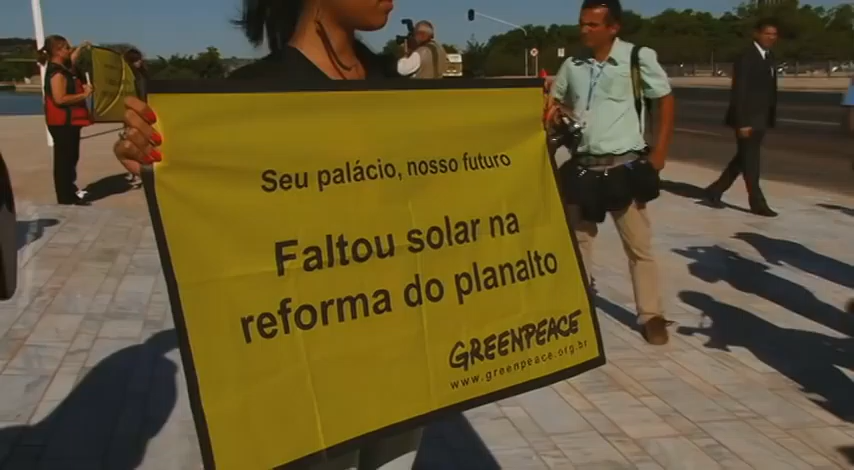 Seu palácio, nosso futuro
Faltou solar na
reforma do planalto
GREENPEACE
www.greenpeace.org.br